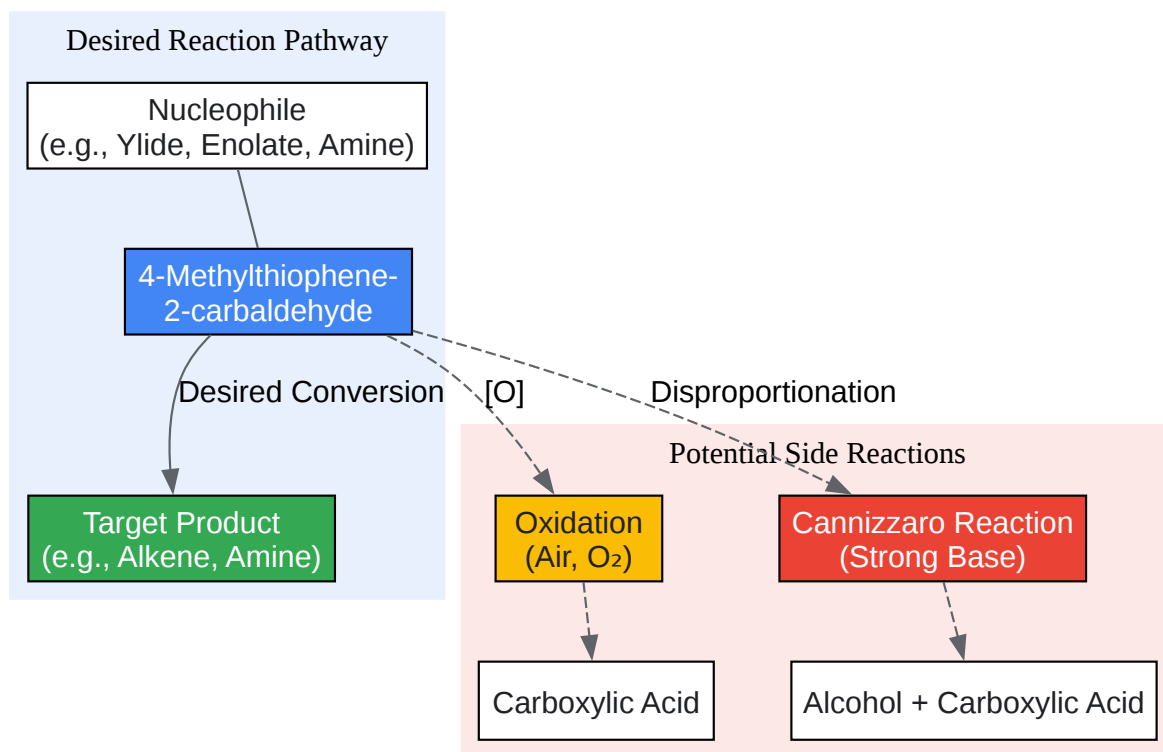 Desired Reaction Pathway
Nucleophile
(e.g., Ylide, Enolate, Amine)
4-Methylthiophene-
2-carbaldehyde
Desired Conversion
[O]
Disproportionation
Potential Side Reactions
Target Product
(e.g., Alkene, Amine)
Oxidation
(Air, O₂)
Cannizzaro Reaction
(Strong Base)
Carboxylic Acid
Alcohol + Carboxylic Acid